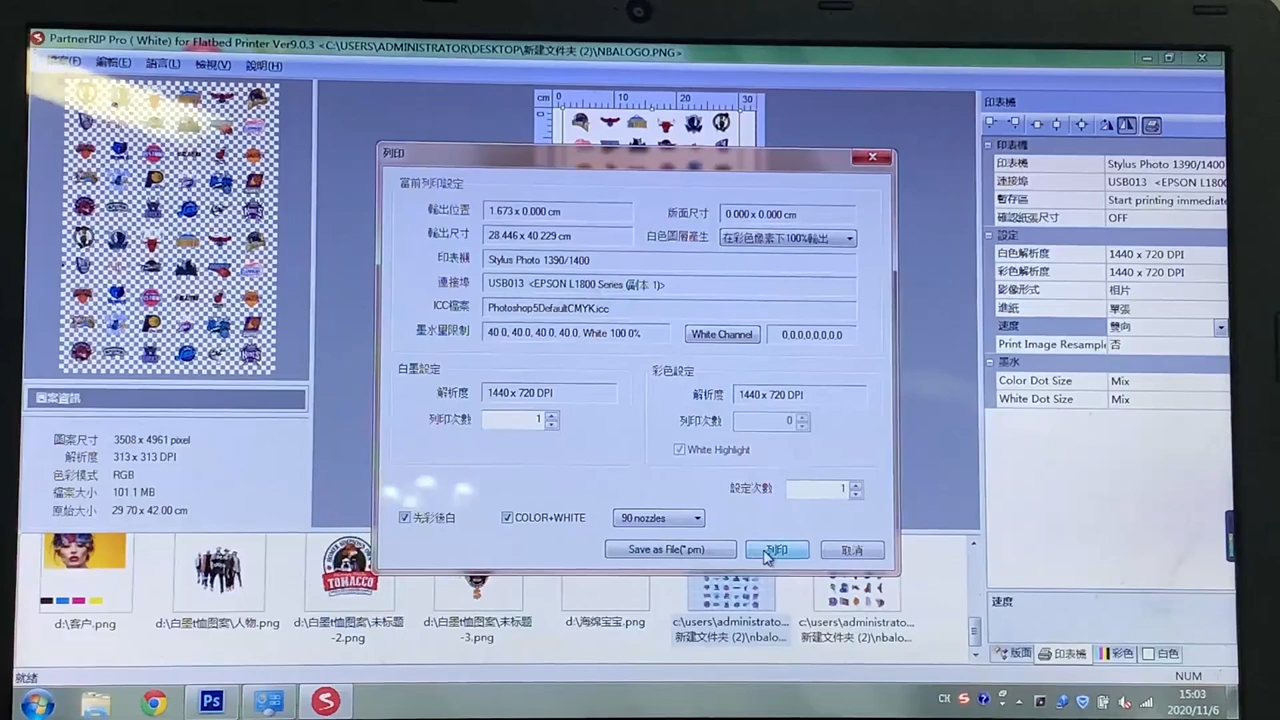 PartnerRIP Pro ( White) for Flatbed Printer Ver9.0.3 <C:\USERS\ADMINISTRATOR\DESKTOP\新建文件夹 (2)\NBALOGO.PNG>
編輯(E) 語言(L) 檢視(V) 說明(H)
cm 0 10 20 30
印表機
列印
當前列印設定
輸出位置 1.673 x 0.000 cm 版面尺寸 0.000 x 0.000 cm
輸出尺寸 28.446 x 40.229 cm 白色圖層產生 在彩色像素下100%輸出
印表機 Stylus Photo 1390/1400
連接埠 USB013 <EPSON L1800 Series (副本 1)>
ICC檔案 Photoshop5DefaultCMYK.icc
墨水量限制 40.0, 40.0, 40.0, 40.0, White 100.0% White Channel 0,0,0,0,0,0,0
白墨設定 彩色設定
解析度 1440 x 720 DPI 解析度 1440 x 720 DPI
列印次數 1 列印次數 0
White Highlight
設定次數 1
先彩後白 COLOR+WHITE 90 nozzles
Save as File(*.prn) 列印 取消
印表機
印表機 Stylus Photo 1390/1400
連接埠 USB013 <EPSON L1800
暫存區 Start printing immediate
確認紙張尺寸 OFF
設定
白色解析度 1440 x 720 DPI
彩色解析度 1440 x 720 DPI
影像形式 相片
進紙 單張
速度 雙向
Print Image Resampl 否
墨水
Color Dot Size Mix
White Dot Size Mix
圖案資訊
圖案尺寸 3508 x 4961 pixel
解析度 313 x 313 DPI
色彩模式 RGB
檔案大小 101.1 MB
原始大小 29.70 x 42.00 cm
TOMACCO
d:\客户.png
d:\白墨t恤图案\人物.png
d:\白墨t恤图案\未标题
-2.png
d:\白墨t恤图案\未标题
-3.png
d:\海绵宝宝.png
c:\users\administrato...
新建文件夹 (2)\nbalo...
c:\users\administrato...
新建文件夹 (2)\nbalo...
速度
版面 印表機 彩色 白色
就緒 NUM
Ps
CH
15:03
2020/11/6